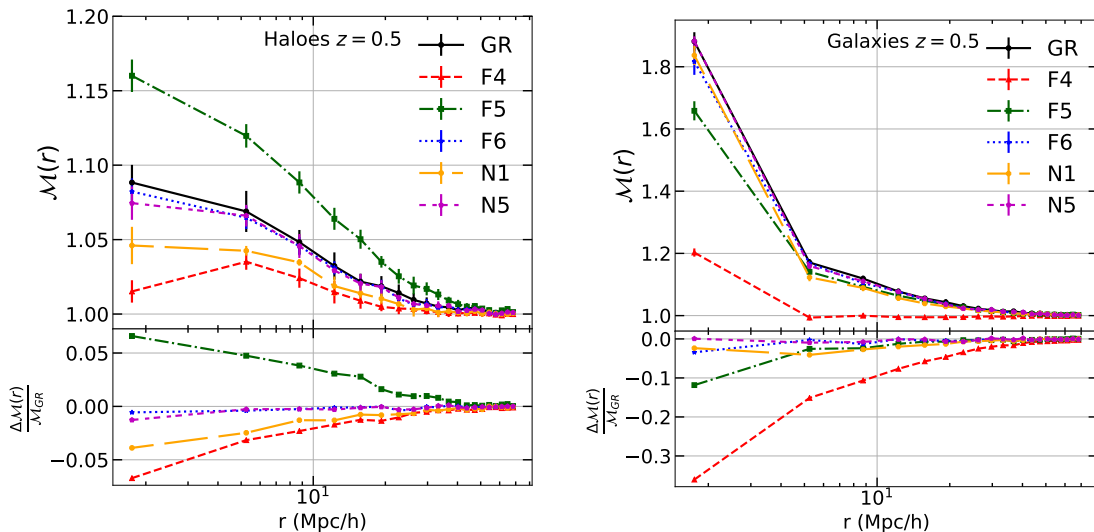 Haloes z = 0.5
GR
F4
F5
F6
N1
N5
1.20
1.15
1.10
1.05
1.00
ℳ(r)
0.05
0.00
−0.05
Δℳ(r)
ℳGR
10¹
r (Mpc/h)
Galaxies z = 0.5
GR
F4
F5
F6
N1
N5
1.8
1.6
1.4
1.2
1.0
ℳ(r)
0.0
−0.1
−0.2
−0.3
Δℳ(r)
ℳGR
10¹
r (Mpc/h)